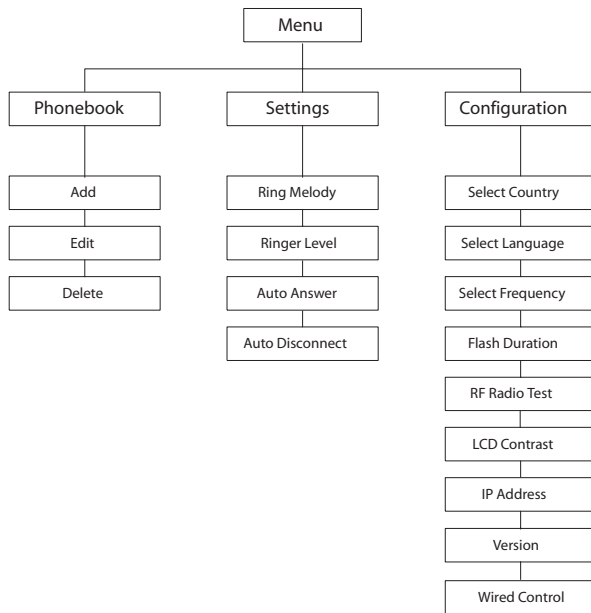 Menu
Phonebook
Settings
Configuration
Add
Edit
Delete
Ring Melody
Ringer Level
Auto Answer
Auto Disconnect
Select Country
Select Language
Select Frequency
Flash Duration
RF Radio Test
LCD Contrast
IP Address
Version
Wired Control